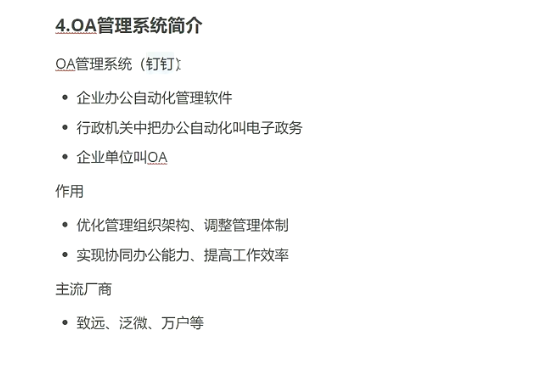 4.OA管理系统简介
OA管理系统（钉钉）
企业办公自动化管理软件
行政机关中把办公自动化叫电子政务
企业单位叫OA
作用
优化管理组织架构、调整管理体制
实现协同办公能力、提高工作效率
主流厂商
致远、泛微、万户等